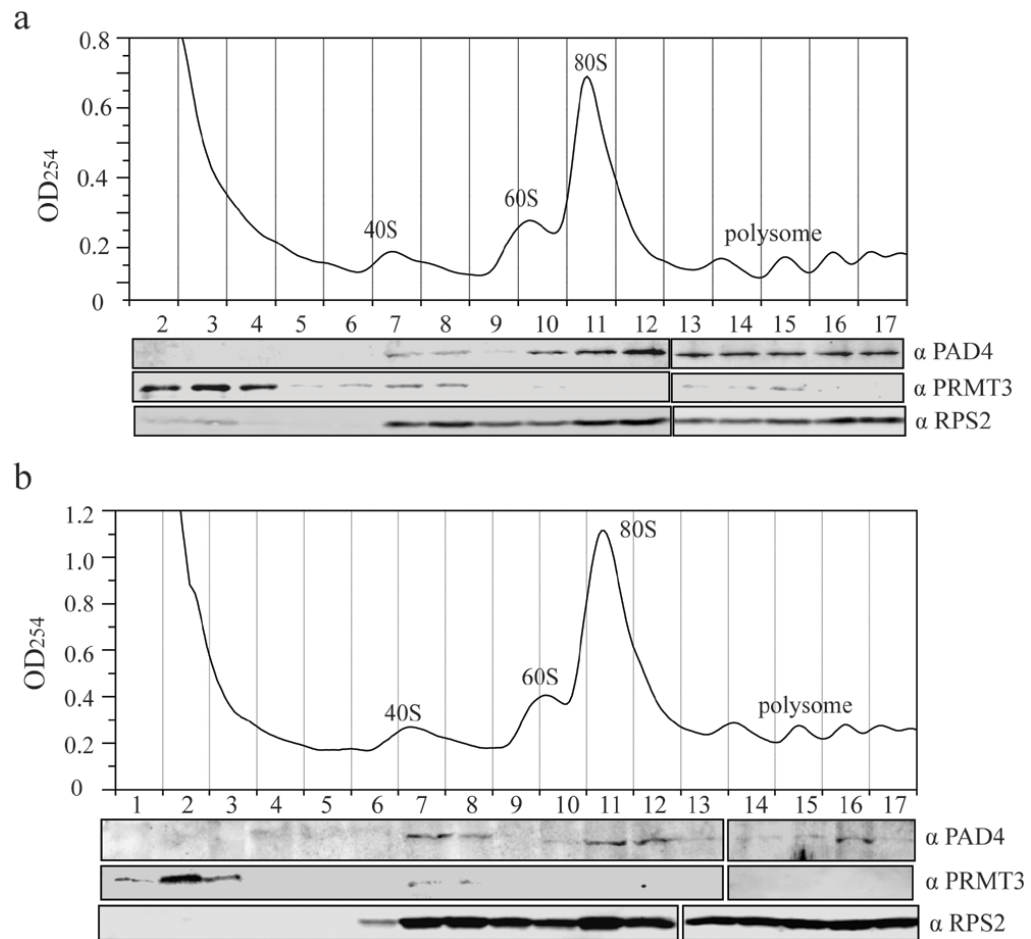 a
0.8
0.6
0.4
0.2
0
OD254
40S
60S
80S
polysome
2 3 4 5 6 7 8 9 10 11 12 13 14 15 16 17
α PAD4
α PRMT3
α RPS2
b
1.2
1.0
0.8
0.6
0.4
0.2
0
OD254
40S
60S
80S
polysome
1 2 3 4 5 6 7 8 9 10 11 12 13 14 15 16 17
α PAD4
α PRMT3
α RPS2